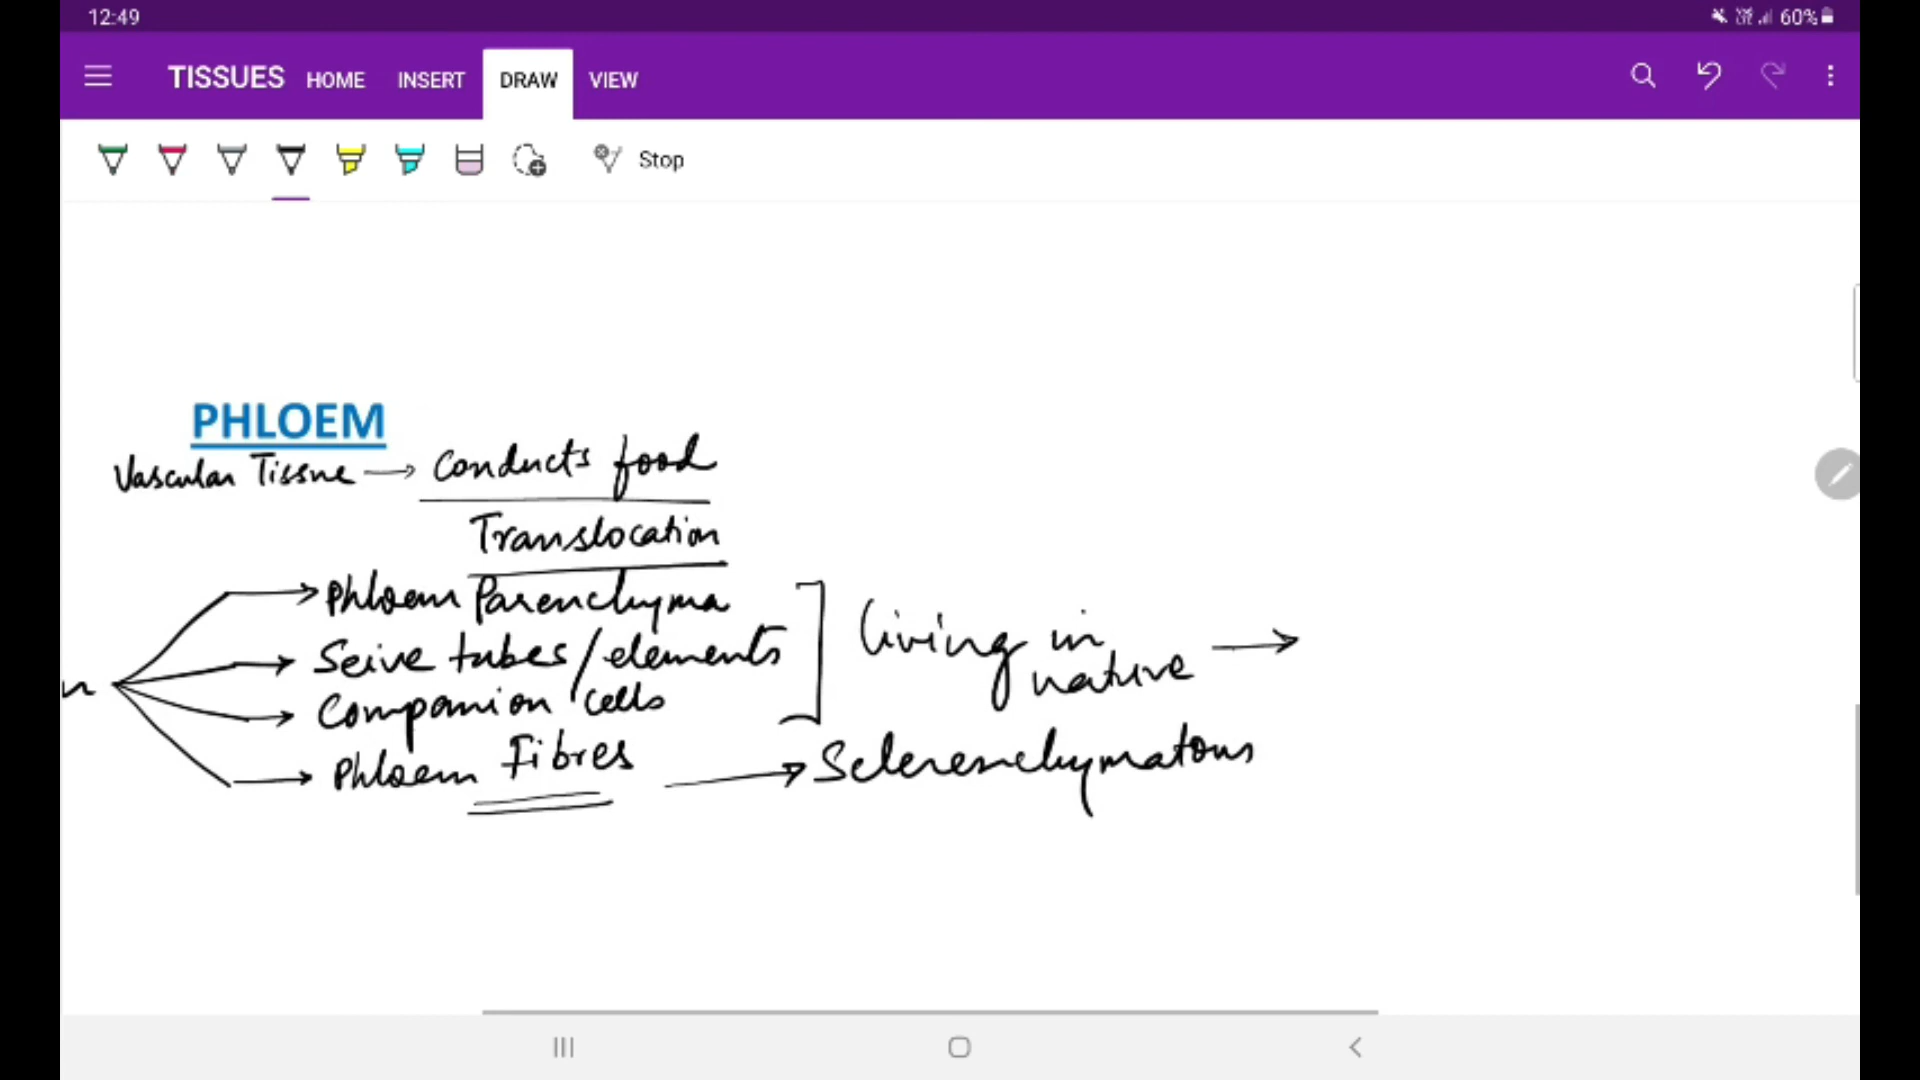 12:49 60%
TISSUES HOME INSERT DRAW VIEW
Stop
PHLOEM
Vascular Tissue → Conducts food
Translocation
Phloem Parenchyma
Seive tubes/elements
Companion cells
living in
nature →
n
Phloem Fibres → Sclerenchymatous